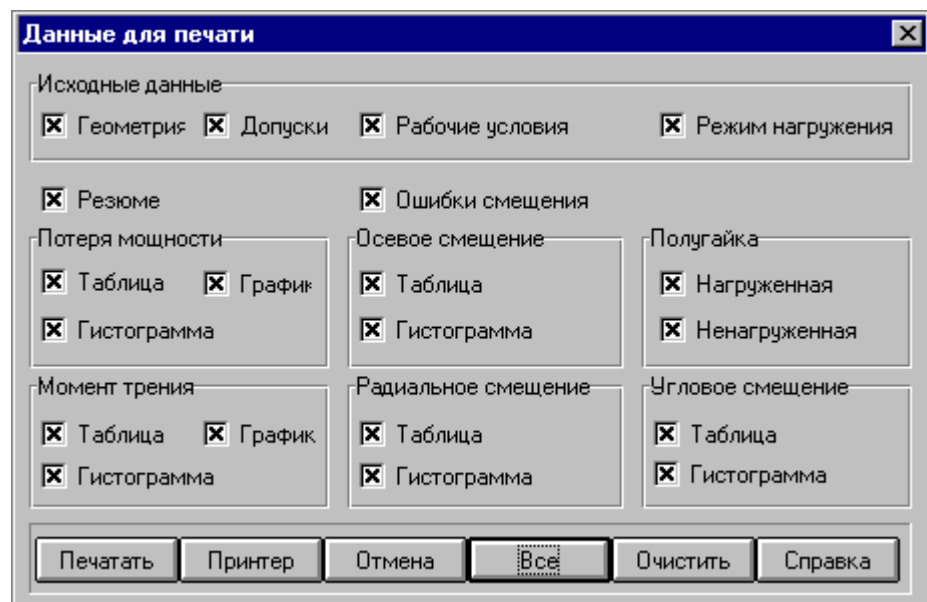 Данные для печати
Исходные данные
Геометрия Допуски Рабочие условия Режим нагружения
Резюме Ошибки смещения
Потеря мощности Осевое смещение Полугайка
Таблица График Таблица Нагруженная
Гистограмма Гистограмма Ненагруженная
Момент трения Радиальное смещение Угловое смещение
Таблица График Таблица Таблица
Гистограмма Гистограмма Гистограмма
Печатать Принтер Отмена Все Очистить Справка